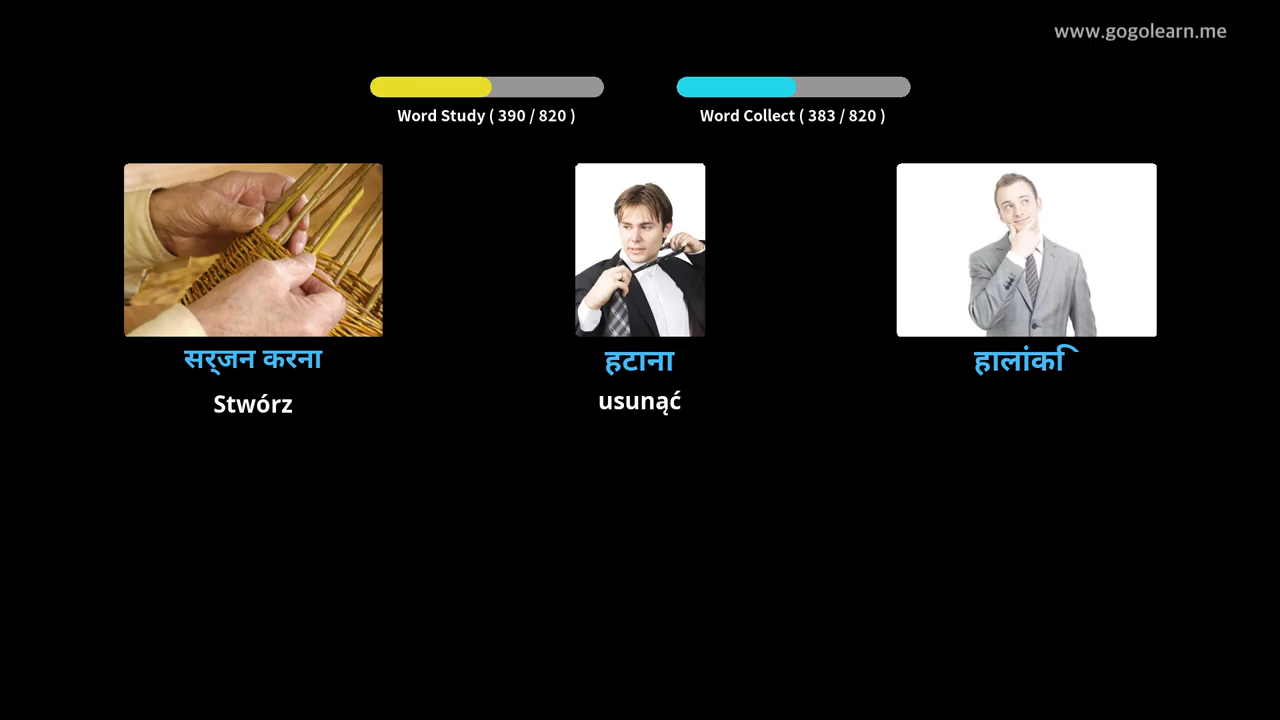 www.gogolearn.me
Word Study ( 390 / 820 )
Word Collect ( 383 / 820 )
सर्जन करना
हटाना
हालांकि
Stwórz
usunąć